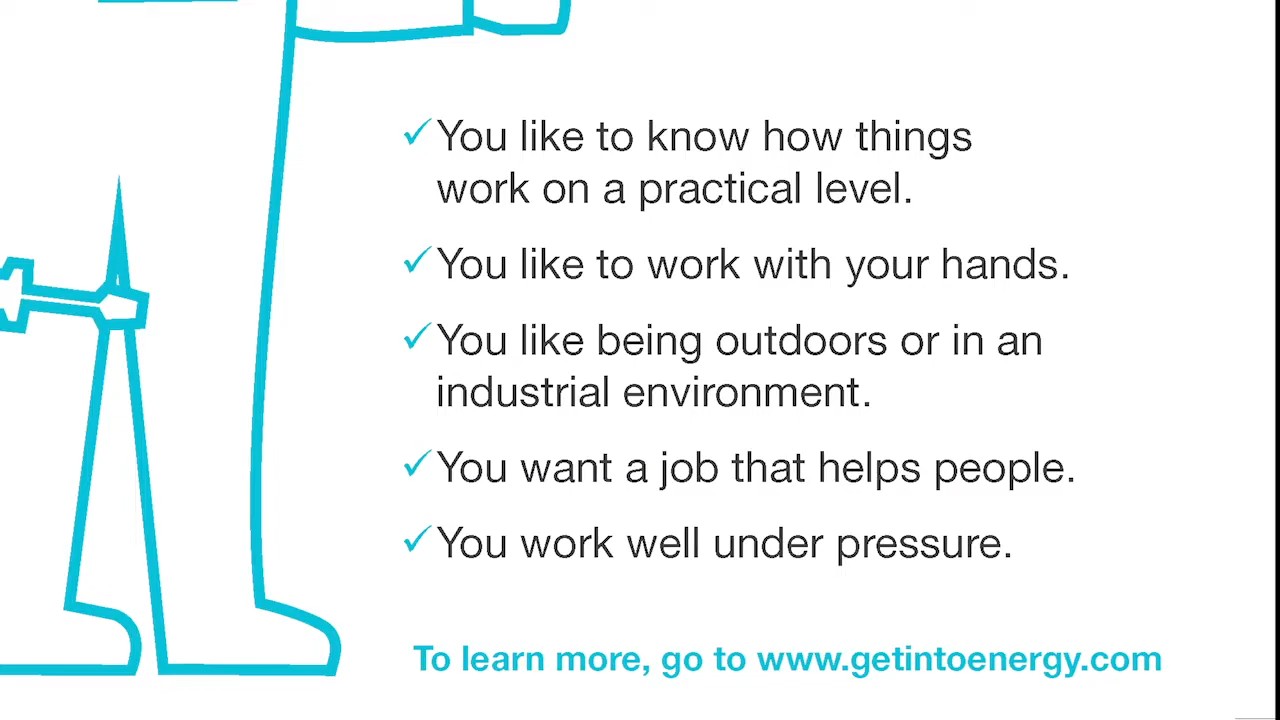 You like to know how things
work on a practical level.
You like to work with your hands.
You like being outdoors or in an
industrial environment.
You want a job that helps people.
You work well under pressure.
To learn more, go to www.getintoenergy.com